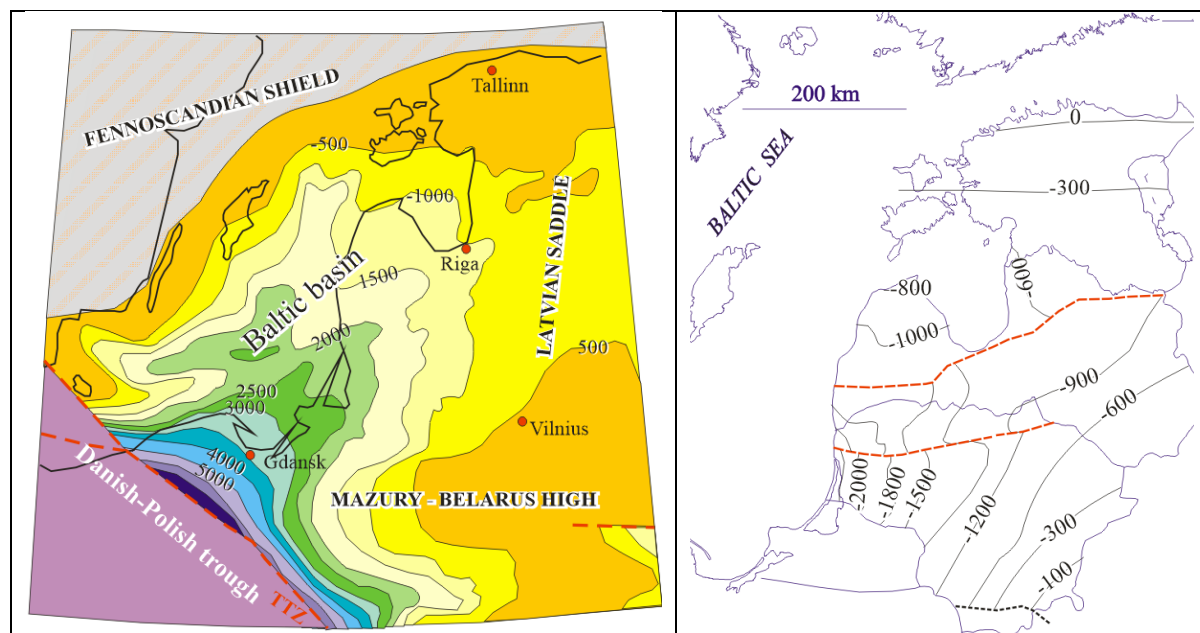 FENNOSCANDIAN SHIELD
Tallinn
-500
-1000
Riga
LATVIAN SADDLE
1500
Baltic basin
2000
500
2500
3000
Vilnius
4000
Gdansk
5000
MAZURY - BELARUS HIGH
Danish-Polish trough
TTZ
200 km
BALTIC SEA
0
-300
-800
-600
-1000
-900
-600
-2000
-1800
-1500
-1200
-300
-100